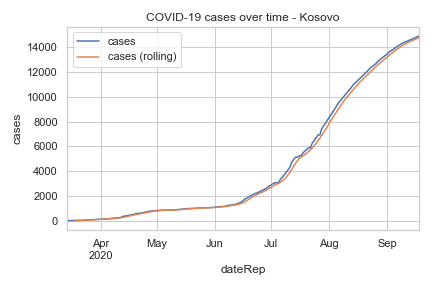 COVID-19 cases over time - Kosovo
cases
cases (rolling)
14000
12000
10000
8000
6000
4000
2000
0
cases
Apr
2020
May
Jun
Jul
Aug
Sep
dateRep